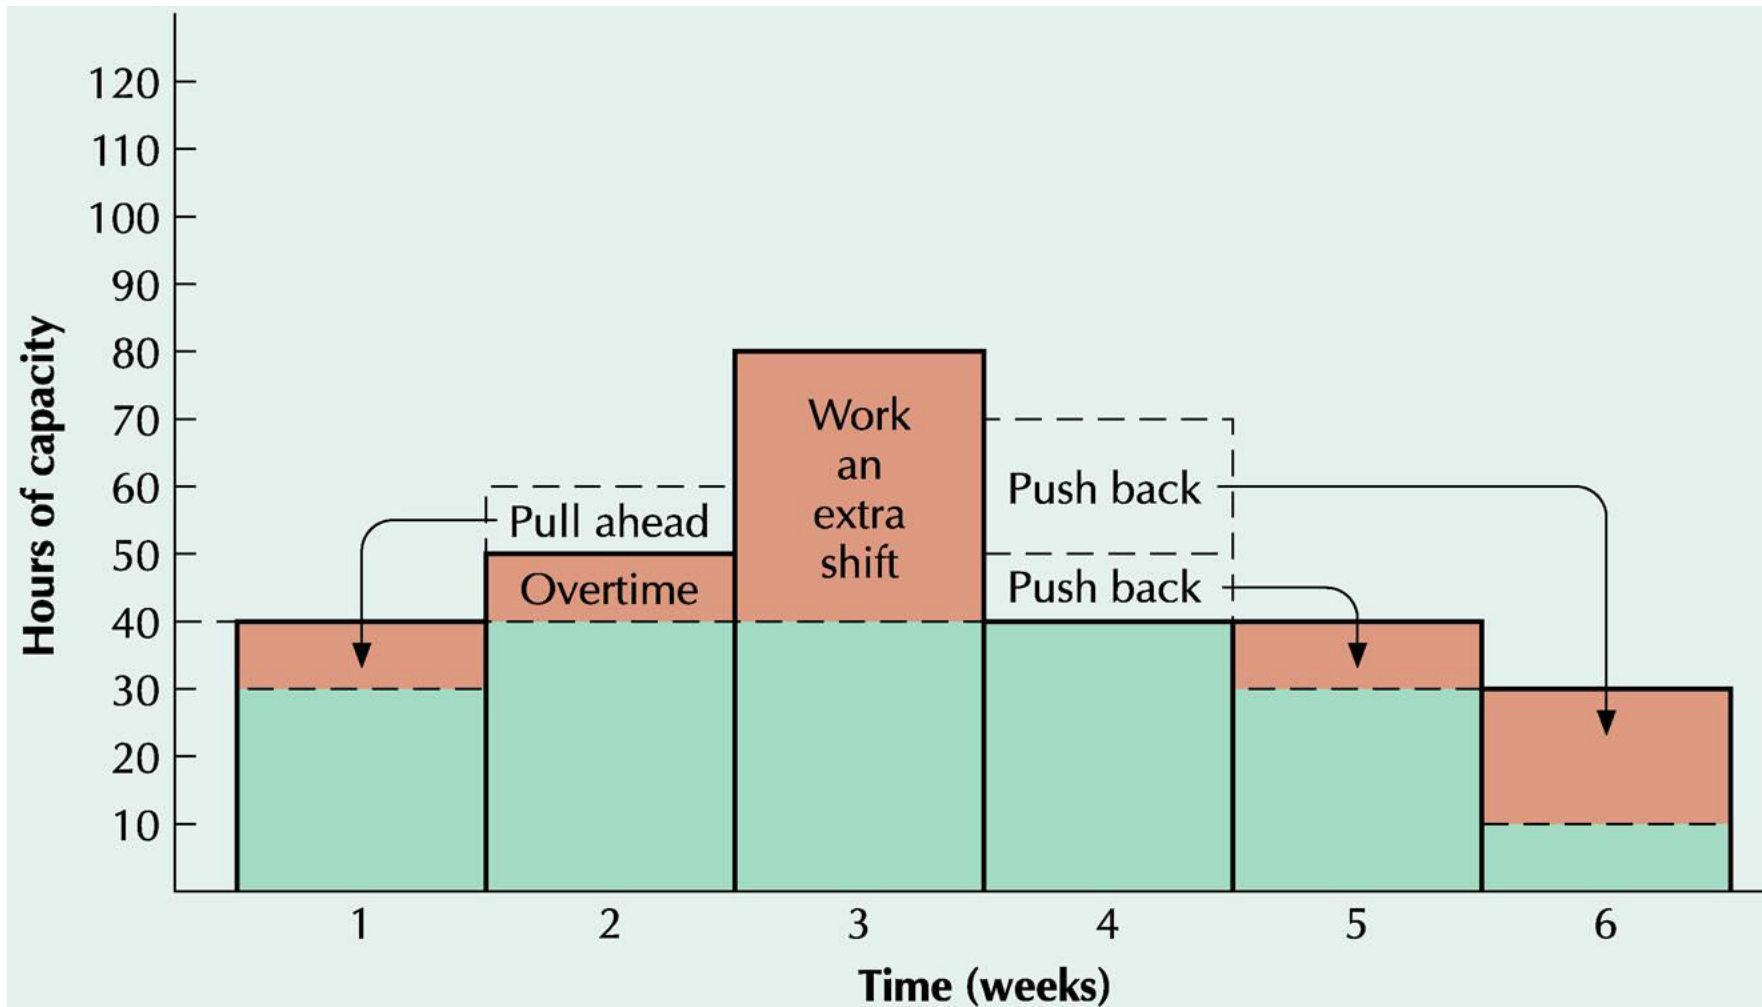 120
110
100
90
80
70
60
50
40
30
20
10
Hours of capacity
Pull ahead
Overtime
Work
an
extra
shift
Push back
Push back
1 2 3 4 5 6
Time (weeks)